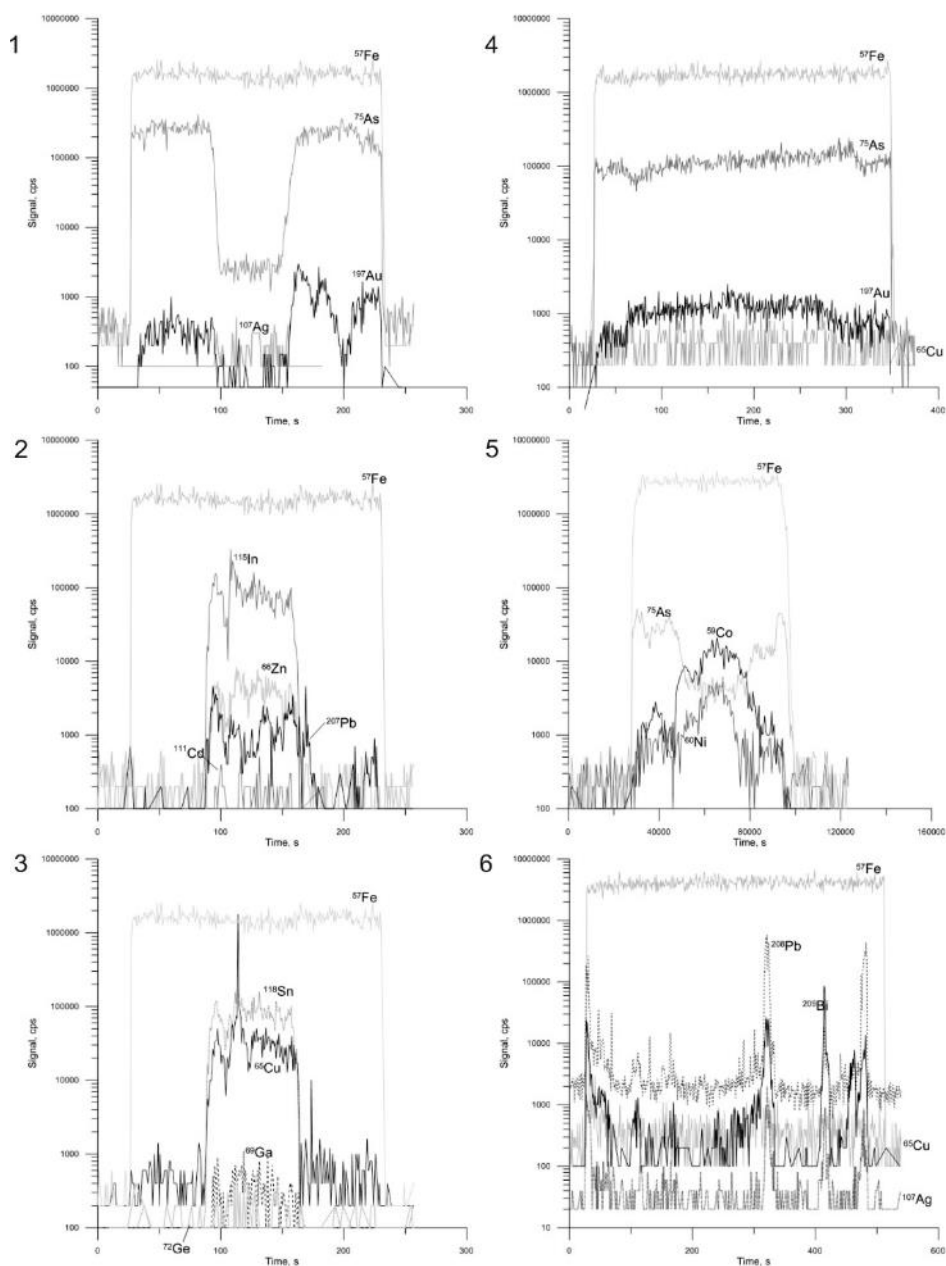 1
10000000
1000000
100000
10000
1000
100
Signal, cps
⁵⁷Fe
⁷⁵As
¹⁹⁷Au
¹⁰⁷Ag
0
100
200
300
Time, s
4
10000000
1000000
100000
10000
1000
100
Signal, cps
⁵⁷Fe
⁷⁵As
¹⁹⁷Au
⁶⁵Cu
0
100
200
300
400
Time, s
2
10000000
1000000
100000
10000
1000
100
Signal, cps
⁵⁷Fe
¹¹⁵In
⁶⁶Zn
²⁰⁷Pb
¹¹¹Cd
0
100
200
300
Time, s
5
10000000
1000000
100000
10000
1000
100
Signal, cps
⁵⁷Fe
⁷⁵As
⁵⁹Co
⁶⁰Ni
0
40000
80000
120000
160000
Time, s
3
10000000
1000000
100000
10000
1000
100
Signal, cps
⁵⁷Fe
¹¹⁸Sn
⁶⁵Cu
⁶⁹Ga
⁷²Ge
0
100
200
300
Time, s
6
10000000
1000000
100000
10000
1000
100
10
Signal, cps
⁵⁷Fe
²⁰⁸Pb
²⁰⁹Bi
⁶⁵Cu
¹⁰⁷Ag
0
200
400
600
Time, s